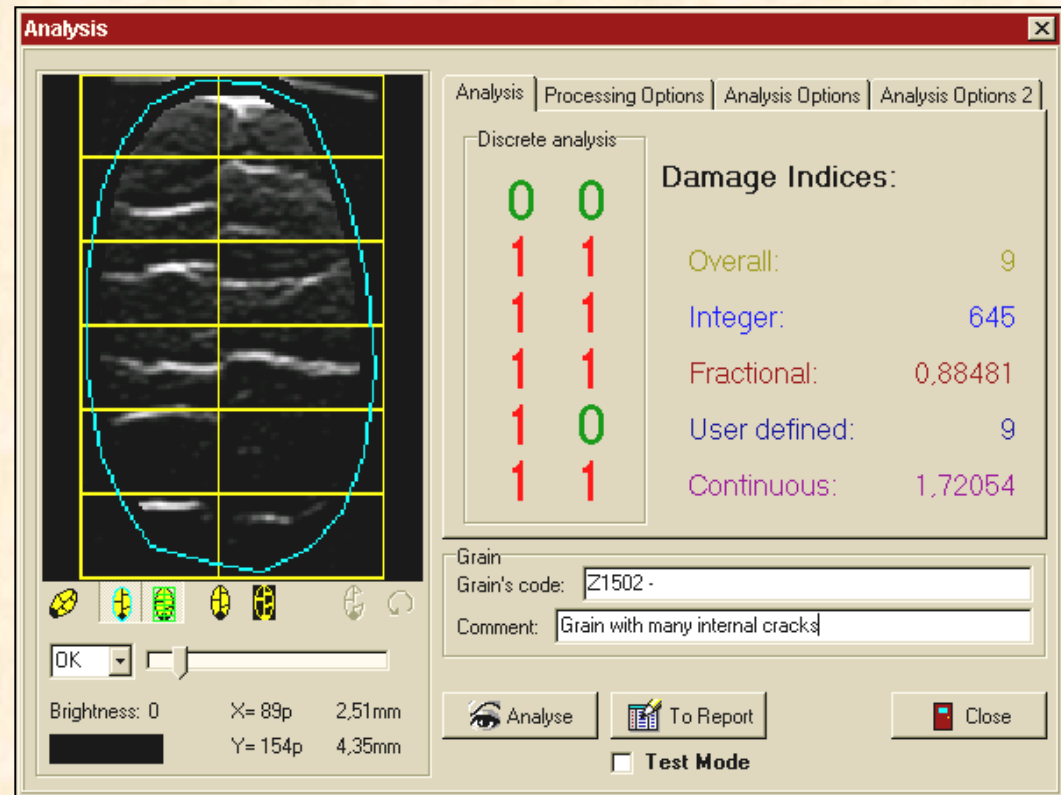 Analysis
Analysis Processing Options Analysis Options Analysis Options 2
Discrete analysis
Damage Indices:
0 0
1 1
1 1
1 1
1 0
1 1
Overall: 9
Integer: 645
Fractional: 0,88481
User defined: 9
Continuous: 1,72054
Grain
Grain's code: Z1502 -
Comment: Grain with many internal cracks
OK
Brightness: 0 X= 89p 2,51mm
Y= 154p 4,35mm
Analyse To Report Close
Test Mode